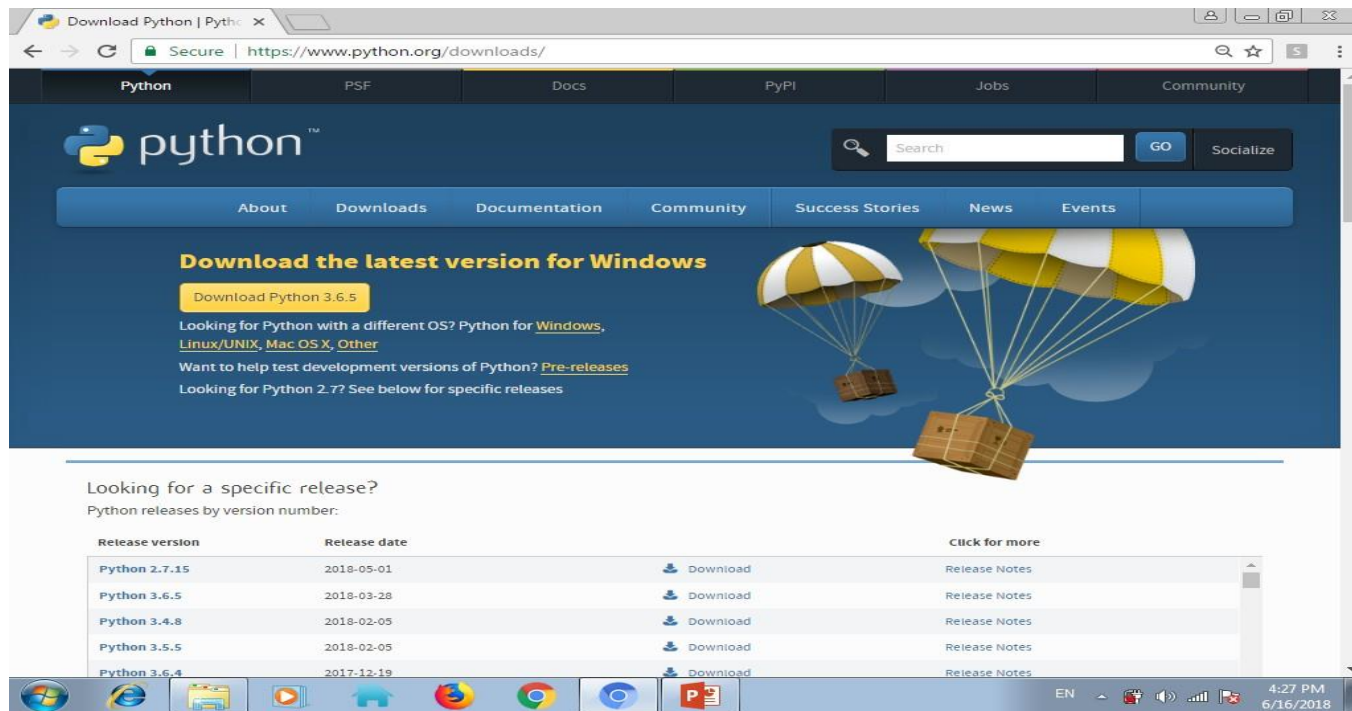 Download Python | Pytho
Secure | https://www.python.org/downloads/
S
Python PSF Docs PyPI Jobs Community
python™
Search GO Socialize
About Downloads Documentation Community Success Stories News Events
Download the latest version for Windows
Download Python 3.6.5
Looking for Python with a different OS? Python for Windows,
Linux/UNIX, Mac OS X, Other
Want to help test development versions of Python? Pre-releases
Looking for Python 2.7? See below for specific releases
Looking for a specific release?
Python releases by version number:
Release version Release date Click for more
Python 2.7.15 2018-05-01 Download Release Notes
Python 3.6.5 2018-03-28 Download Release Notes
Python 3.4.8 2018-02-05 Download Release Notes
Python 3.5.5 2018-02-05 Download Release Notes
Python 3.6.4 2017-12-19 Download Release Notes
EN 4:27 PM
6/16/2018